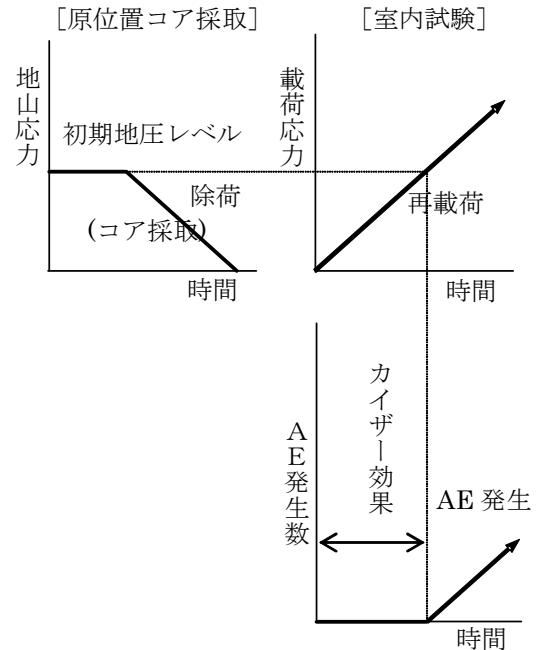 ［原位置コア採取］
地山応力
初期地圧レベル
除荷
(コア採取)
時間
［室内試験］
載荷応力
再載荷
時間
AE発生数
カイザー効果
AE 発生
時間